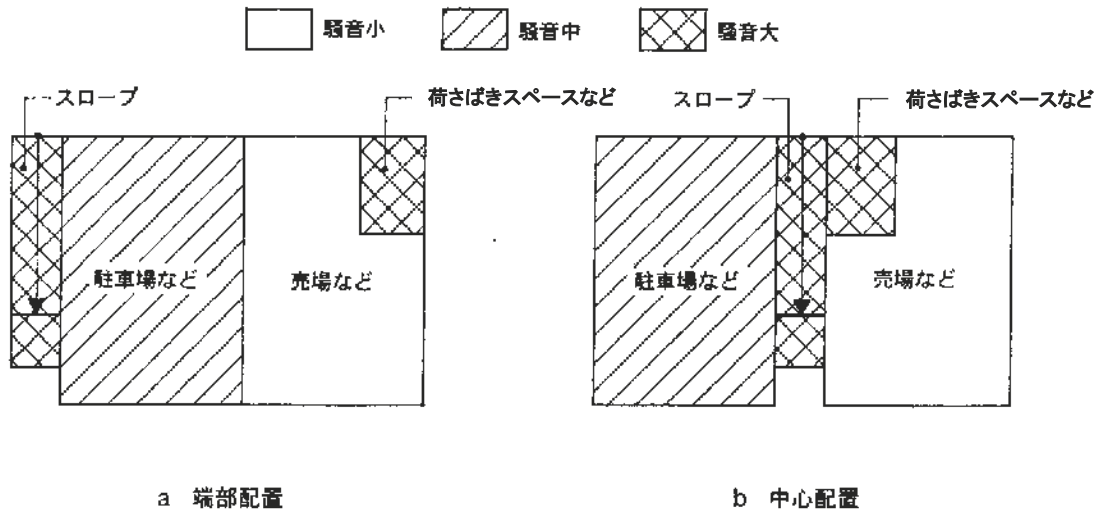 騒音小 騒音中 騒音大
スロープ 荷さばきスペースなど スロープ 荷さばきスペースなど
駐車場など 売場など 駐車場など 売場など
a 端部配置 b 中心配置